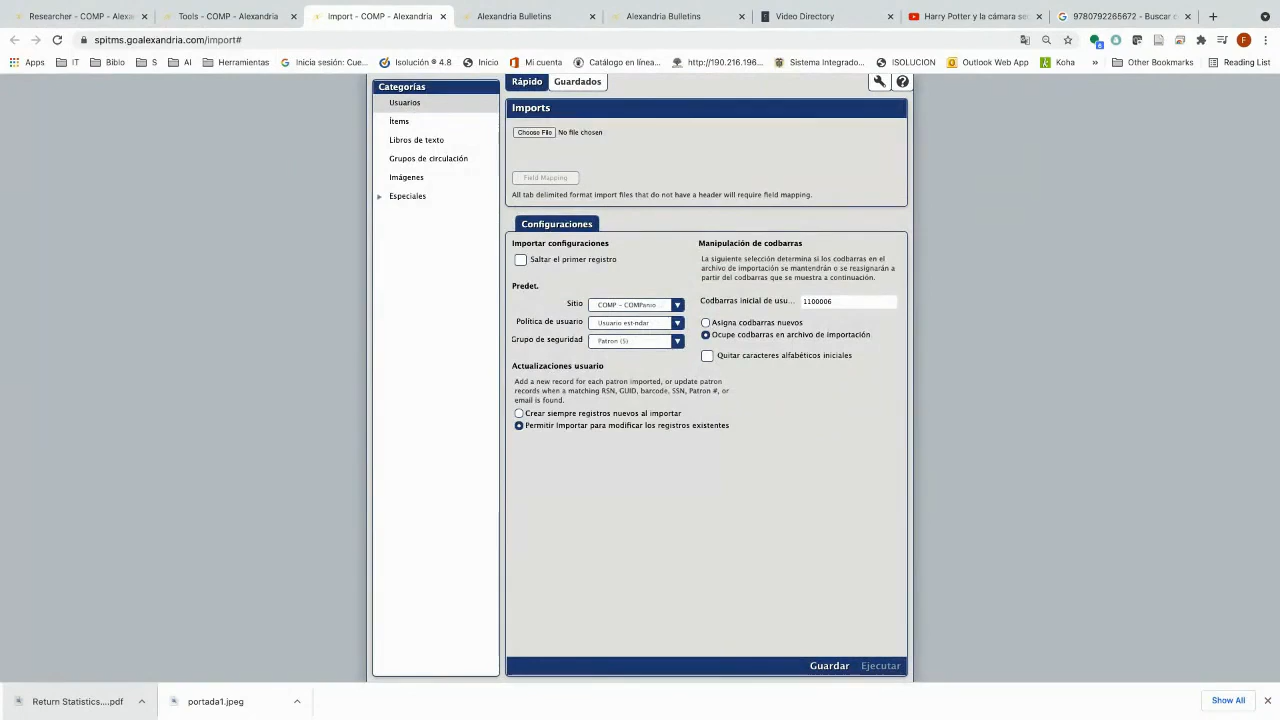 Researcher - COMP - Alexa
Tools - COMP - Alexandria
Import - COMP - Alexandria
Alexandria Bulletins
Alexandria Bulletins
Video Directory
Harry Potter y la cámara se
9780792265672 - Buscar c
spitms.goalexandria.com/import#
F
Apps
IT
Biblo
S
AI
Herramientas
Inicia sesión: Cue...
Isolución ® 4.8
Inicio
Mi cuenta
Catálogo en línea...
http://190.216.196...
Sistema Integrado...
ISOLUCION
Outlook Web App
Koha
»
Other Bookmarks
Reading List
Categorías
Usuarios
Ítems
Libros de texto
Grupos de circulación
Imágenes
Especiales
Rápido
Guardados
Imports
Choose File
No file chosen
Field Mapping
All tab delimited format import files that do not have a header will require field mapping.
Configuraciones
Importar configuraciones
Saltar el primer registro
Predet.
Sitio
COMP - COMPanio
Política de usuario
Usuario est·ndar
Grupo de seguridad
Patron (S)
Actualizaciones usuario
Add a new record for each patron imported, or update patron
records when a matching RSN, GUID, barcode, SSN, Patron #, or
email is found.
Crear siempre registros nuevos al importar
Permitir Importar para modificar los registros existentes
Manipulación de codbarras
La siguiente selección determina si los codbarras en el
archivo de importación se mantendrán o se reasignarán a
partir del codbarras que se muestra a continuación.
Codbarras inicial de usu...
1100006
Asigna codbarras nuevos
Ocupe codbarras en archivo de importación
Quitar caracteres alfabéticos iniciales
Guardar
Ejecutar
Return Statistics....pdf
portada1.jpeg
Show All